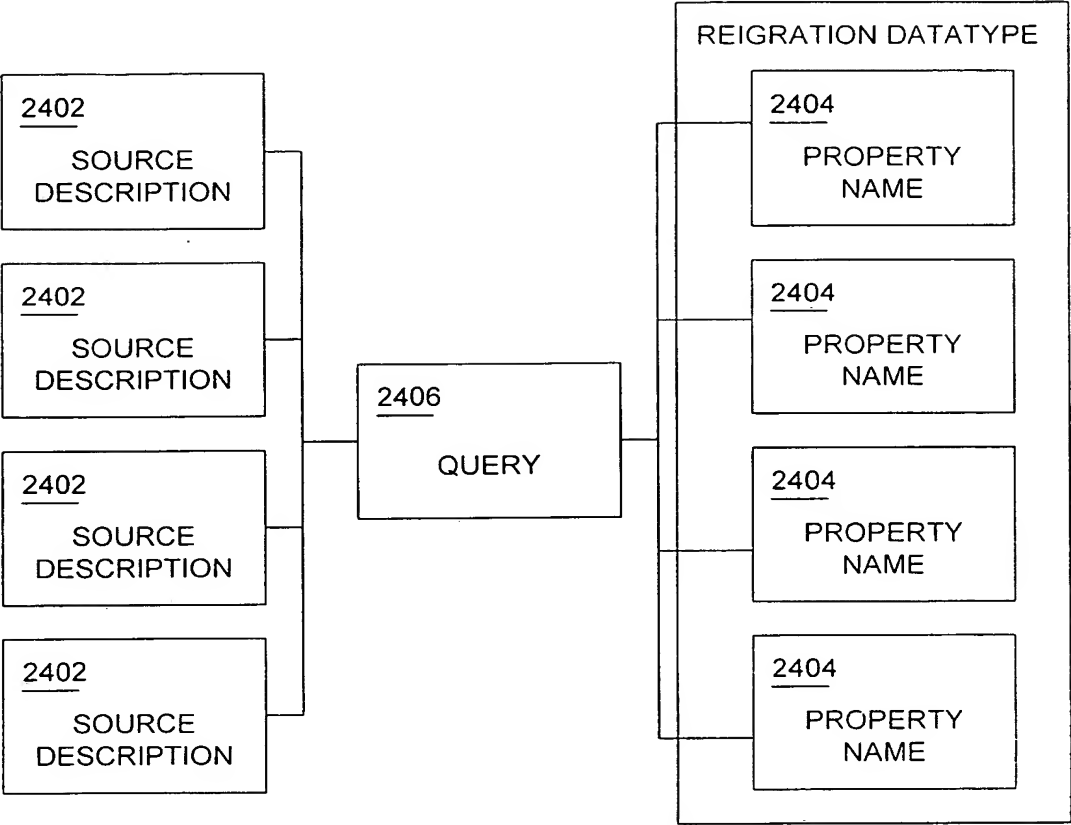 2402
SOURCE
DESCRIPTION
2402
SOURCE
DESCRIPTION
2402
SOURCE
DESCRIPTION
2402
SOURCE
DESCRIPTION
2406
QUERY
REIGRATION DATATYPE
2404
PROPERTY
NAME
2404
PROPERTY
NAME
2404
PROPERTY
NAME
2404
PROPERTY
NAME